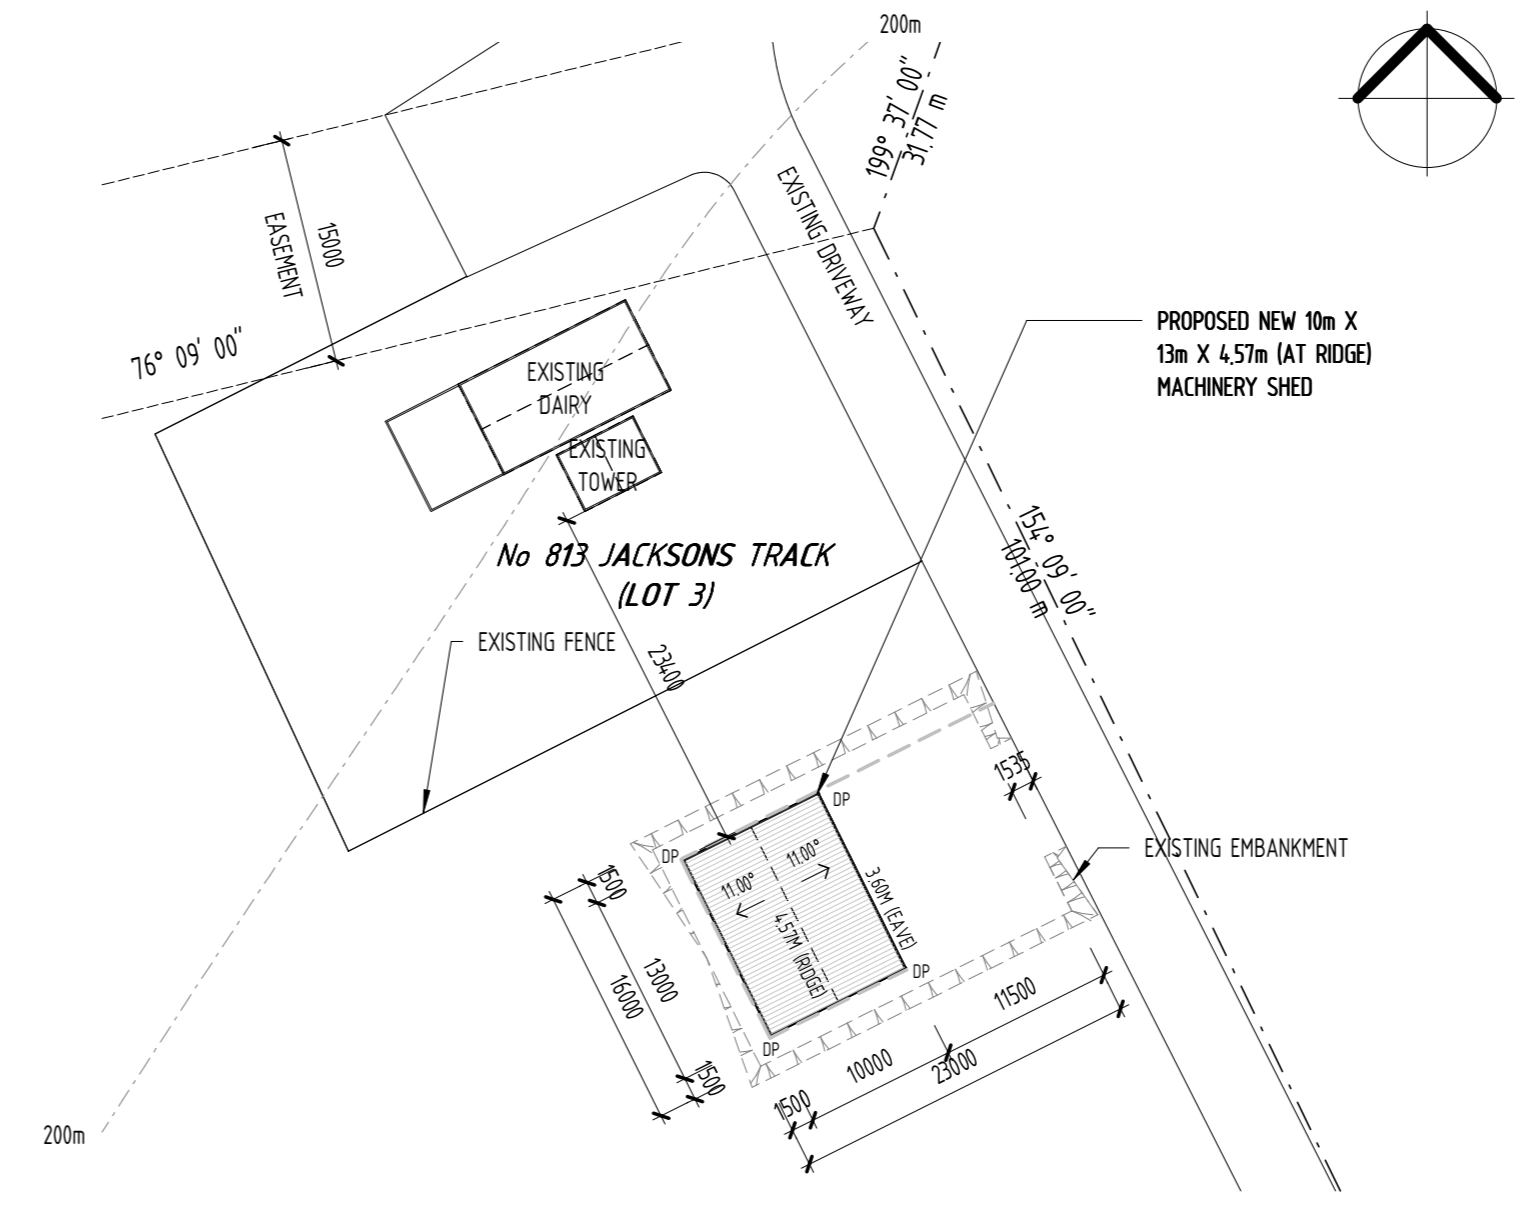 200m
199° 37' 00"
31.77 m
EXISTING DRIVEWAY
EASEMENT
15000
76° 09' 00"
PROPOSED NEW 10m X
13m X 4.57m (AT RIDGE)
MACHINERY SHED
EXISTING
DAIRY
EXISTING
TOWER
No 813 JACKSONS TRACK
(LOT 3)
154° 09' 00"
101.00 m
EXISTING FENCE
23400
1535
DP
DP
EXISTING EMBANKMENT
11.00°
11.00°
3.60M (EAVE)
4.57M (RIDGE)
1500
13000
16000
1500
DP
DP
11500
10000
23000
1500
200m